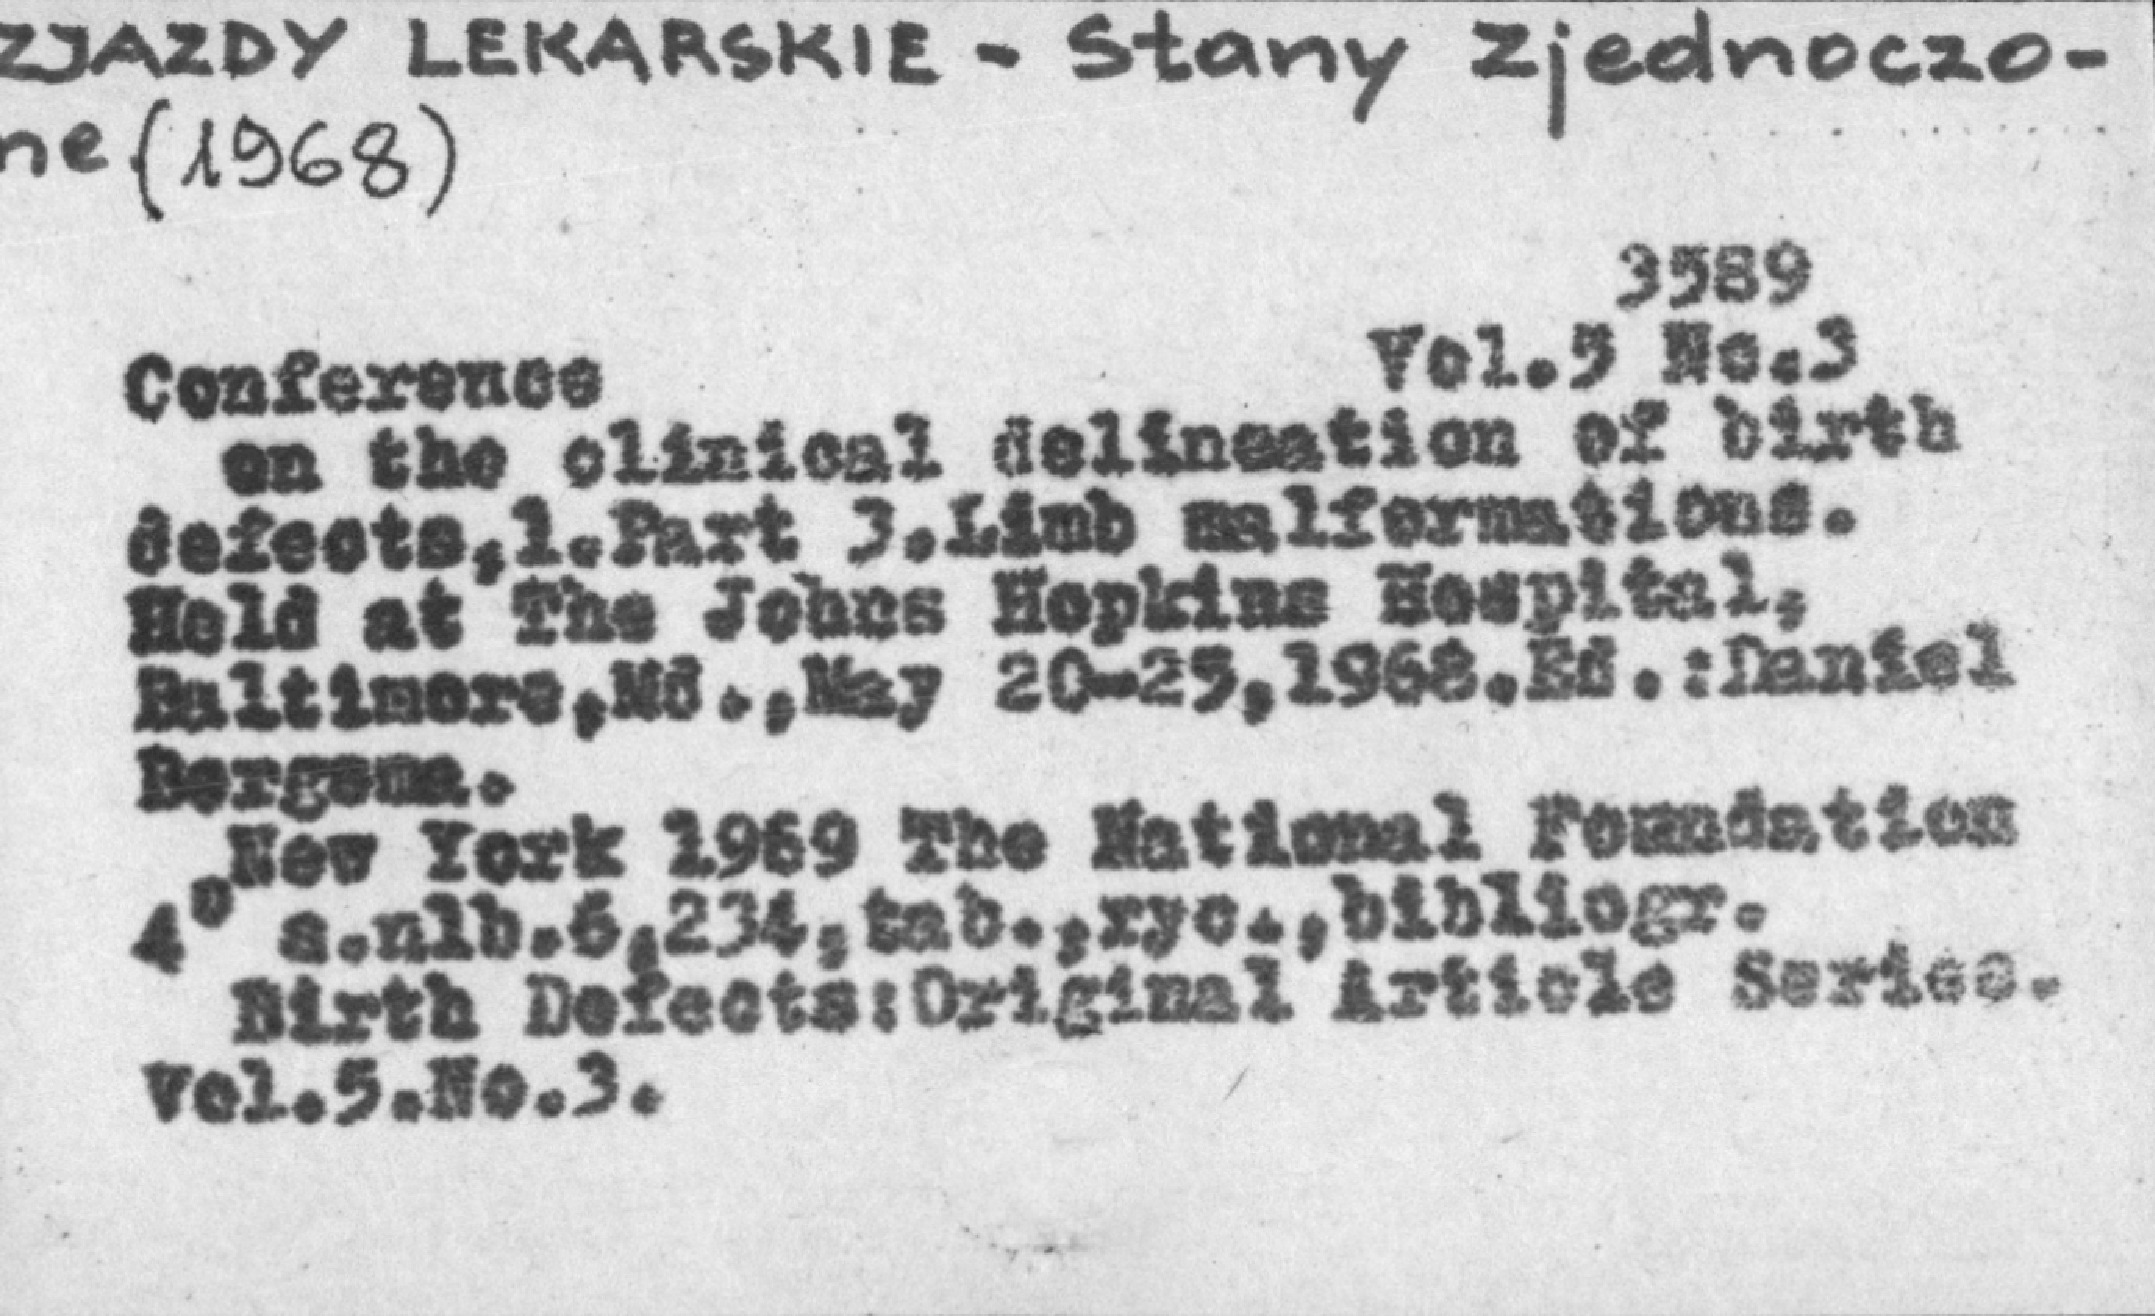 ZJAZDY LEKARSKIE - Stany Zjednoczo-
ne (1968)
3589
Vol.5 No.3
Conference
on the clinical delineation of birth
defects,1.Part 3.Limb malformations.
Held at The Johns Hopkins Hospital,
Baltimore,Md.,May 20-25,1968.Ed.:Daniel
Bergsma.
New York 1969 The National Foundation
4° s.nlb.6,234,tab.,ryc.,bibliogr.
Birth Defects:Original Article Series.
Vol.5.No.3.